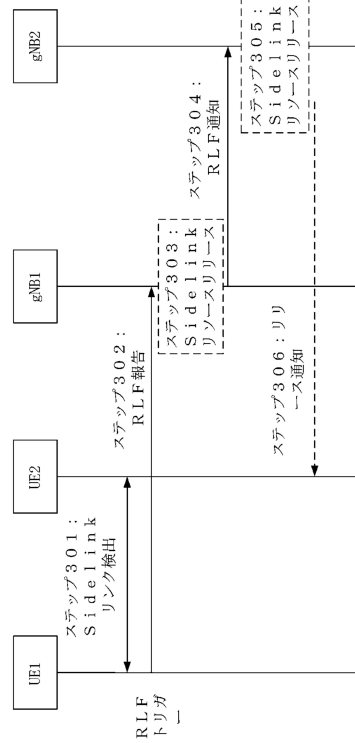 UE1
UE2
gNB1
gNB2
ステップ301：
Sidelink
リンク検出
RLF
トリガ
ー
ステップ302：
RLF報告
ステップ303：
Sidelink
リソースリリース
ステップ304：
RLF通知
ステップ305：
Sidelink
リソースリリース
ステップ306：リリ
ース通知